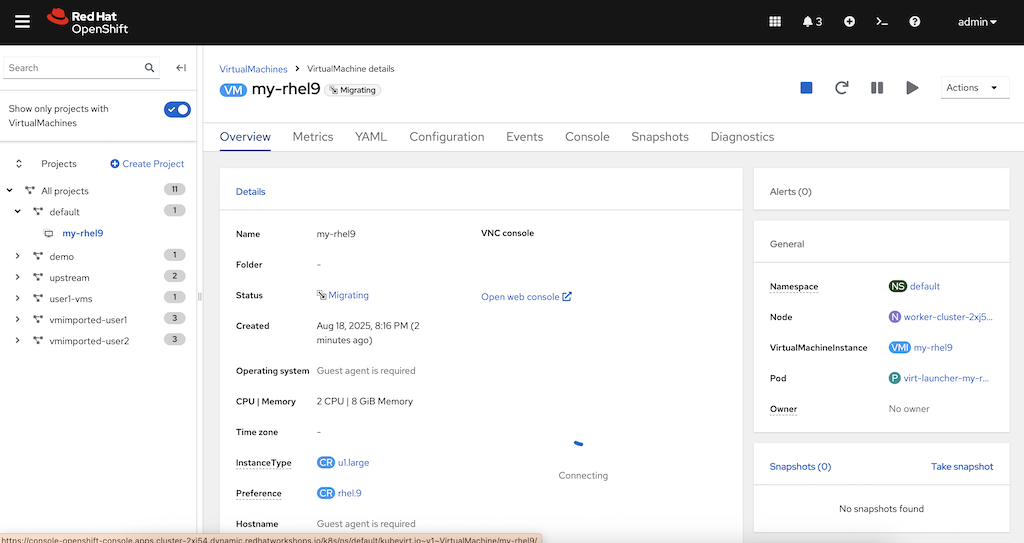 Red Hat
OpenShift
3
admin
Search
Show only projects with
VirtualMachines
Projects
Create Project
All projects 11
default 1
my-rhel9
demo 1
upstream 2
user1-vms 1
vmimported-user1 3
vmimported-user2 3
VirtualMachines > VirtualMachine details
VM my-rhel9 Migrating
Actions
Overview Metrics YAML Configuration Events Console Snapshots Diagnostics
Details
Name my-rhel9
Folder -
Status Migrating
Created Aug 18, 2025, 8:16 PM (2
minutes ago)
Operating system Guest agent is required
CPU | Memory 2 CPU | 8 GiB Memory
Time zone -
InstanceType CR u1.large
Preference CR rhel.9
Hostname Guest agent is required
VNC console
Open web console
Connecting
Alerts (0)
General
Namespace NS default
Node N worker-cluster-2xj5...
VirtualMachineInstance VMI my-rhel9
Pod P virt-launcher-my-r...
Owner No owner
Snapshots (0) Take snapshot
No snapshots found
https://console-openshift-console.apps.cluster-2xj54.dynamic.redhatworkshops.io/k8s/ns/default/kubevirt.io~v1~VirtualMachine/my-rhel9/